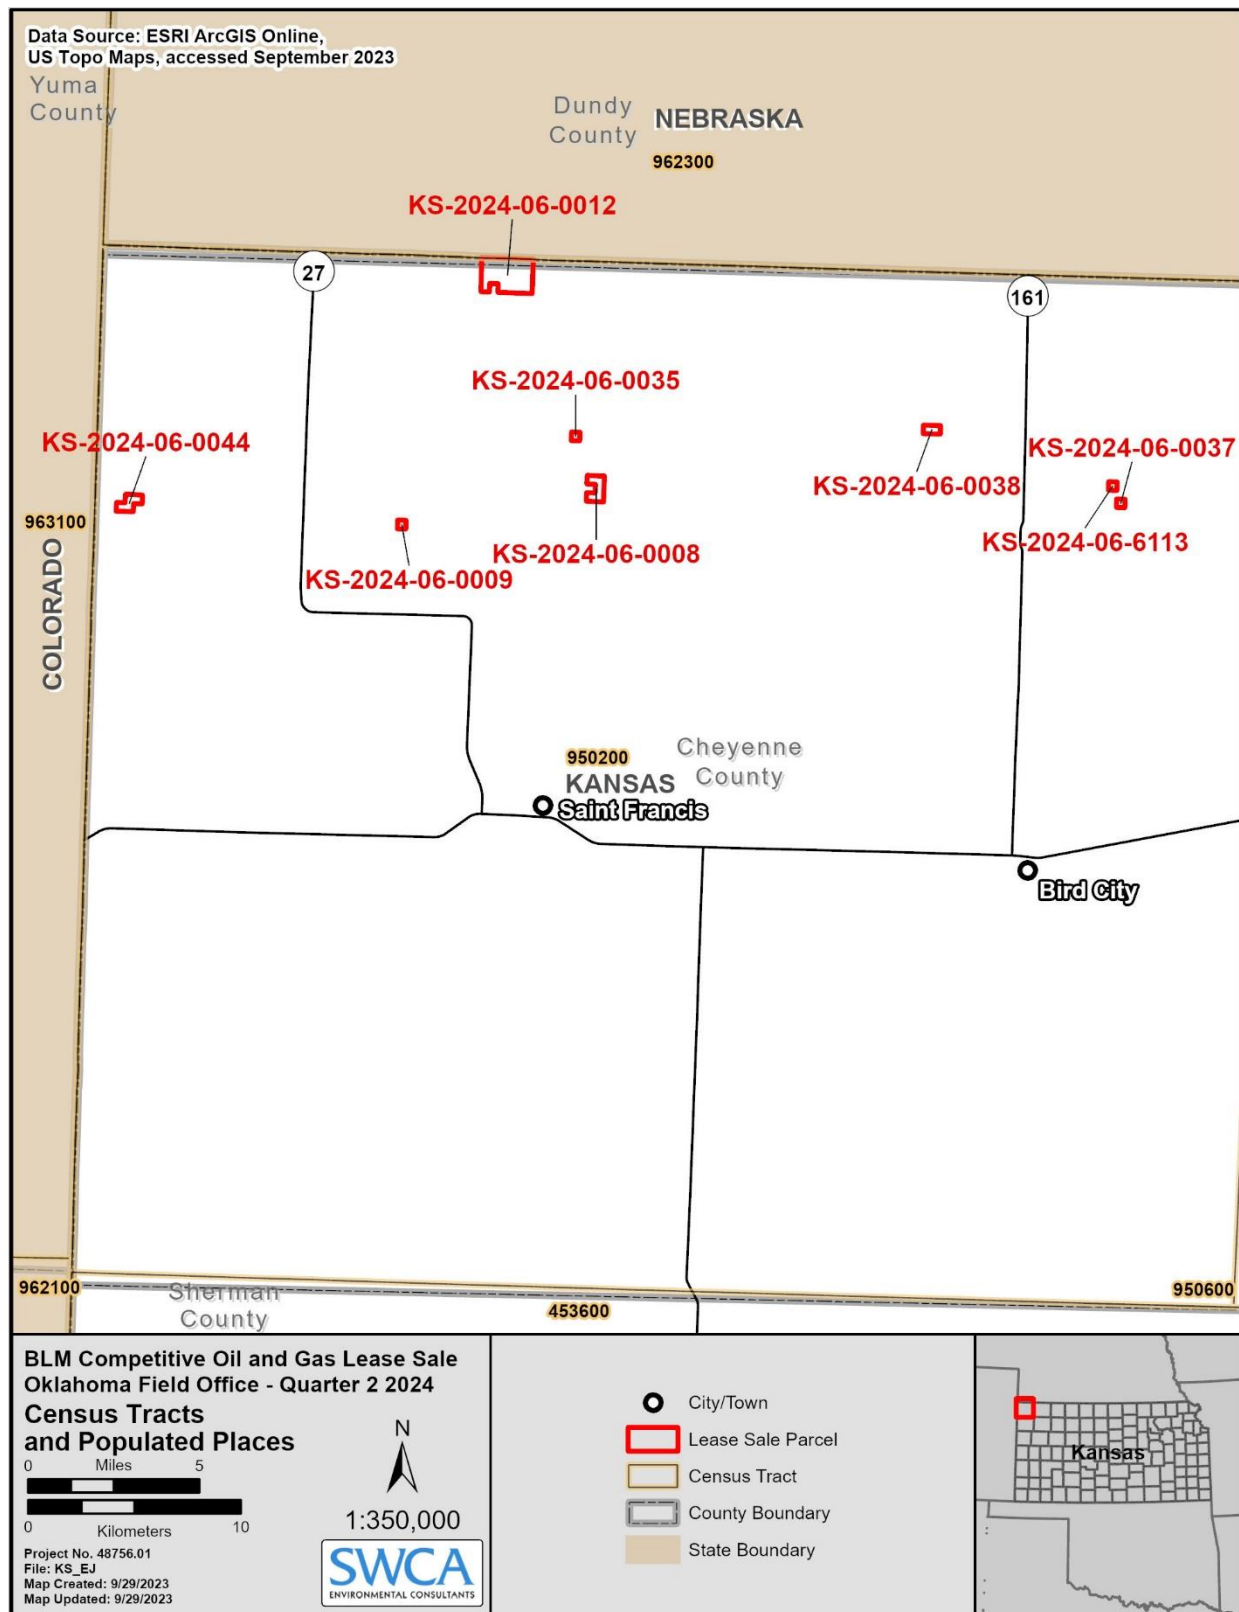 Data Source: ESRI ArcGIS Online,
US Topo Maps, accessed September 2023
Yuma
County
Dundy
County
NEBRASKA
962300
KS-2024-06-0012
27
161
KS-2024-06-0035
KS-2024-06-0044
KS-2024-06-0037
KS-2024-06-0038
963100
KS-2024-06-6113
KS-2024-06-0008
KS-2024-06-0009
COLORADO
Cheyenne
County
950200
KANSAS
Saint Francis
Bird City
962100
Sherman
County
453600
950600
BLM Competitive Oil and Gas Lease Sale
Oklahoma Field Office - Quarter 2 2024
Census Tracts
and Populated Places
0 Miles 5
0 Kilometers 10
N
1:350,000
Project No. 48756.01
File: KS_EJ
Map Created: 9/29/2023
Map Updated: 9/29/2023
SWCA
ENVIRONMENTAL CONSULTANTS
City/Town
Lease Sale Parcel
Census Tract
County Boundary
State Boundary
Kansas